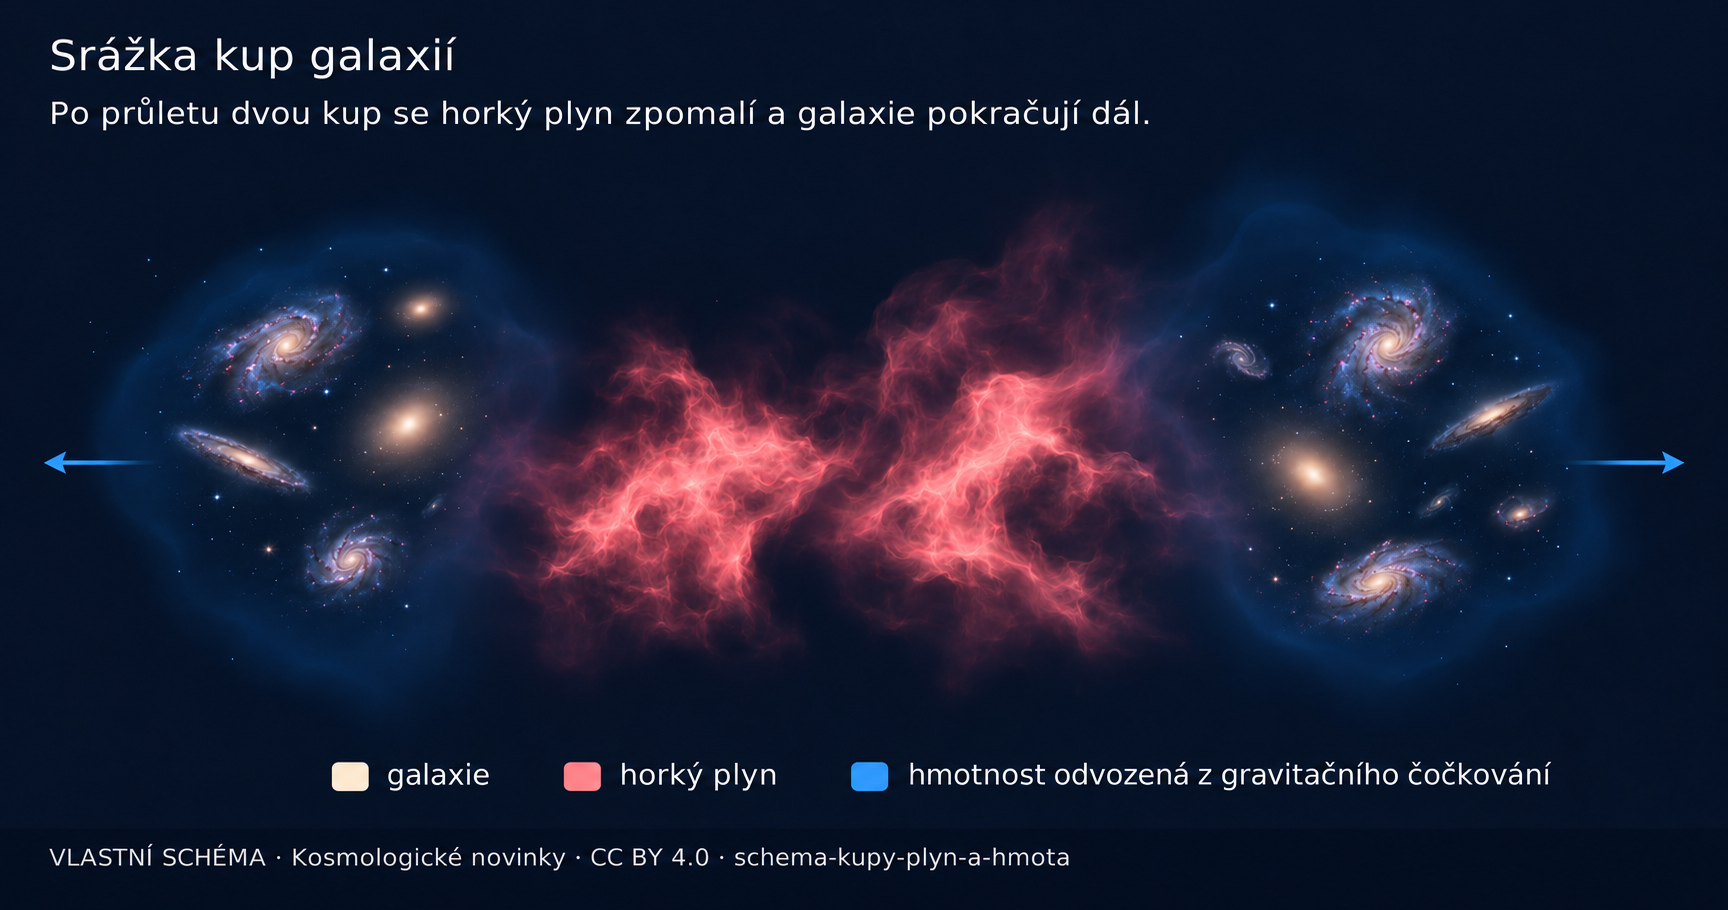 Srážka kup galaxií
Po průletu dvou kup se horký plyn zpomalí a galaxie pokračují dál.
galaxie
horký plyn
hmotnost odvozená z gravitačního čočkování
VLASTNÍ SCHÉMA · Kosmologické novinky · CC BY 4.0 · schema-kupy-plyn-a-hmota